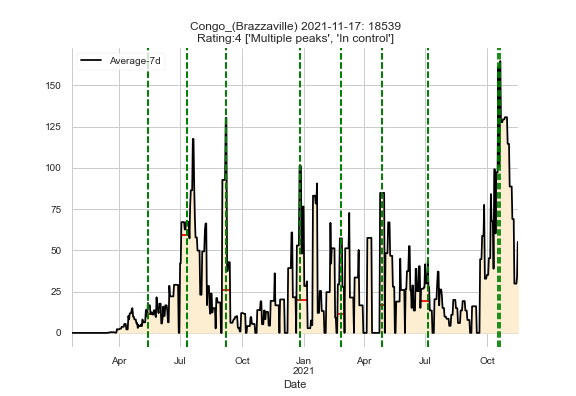 Congo_(Brazzaville) 2021-11-17: 18539
Rating:4 ['Multiple peaks', 'In control']
Average-7d
150
125
100
75
50
25
0
Apr Jul Oct Jan Apr Jul Oct
2021
Date